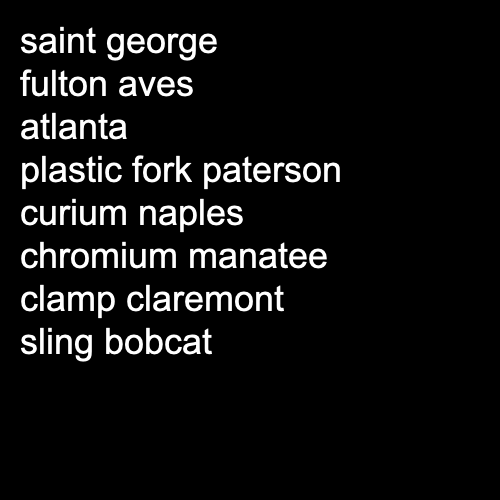 saint george
fulton aves
atlanta
plastic fork paterson
curium naples
chromium manatee
clamp claremont
sling bobcat